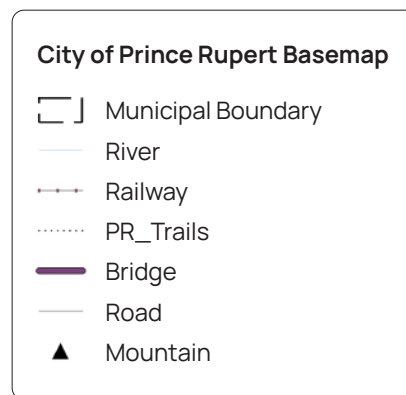 City of Prince Rupert Basemap
Municipal Boundary
River
Railway
PR_Trails
Bridge
Road
Mountain